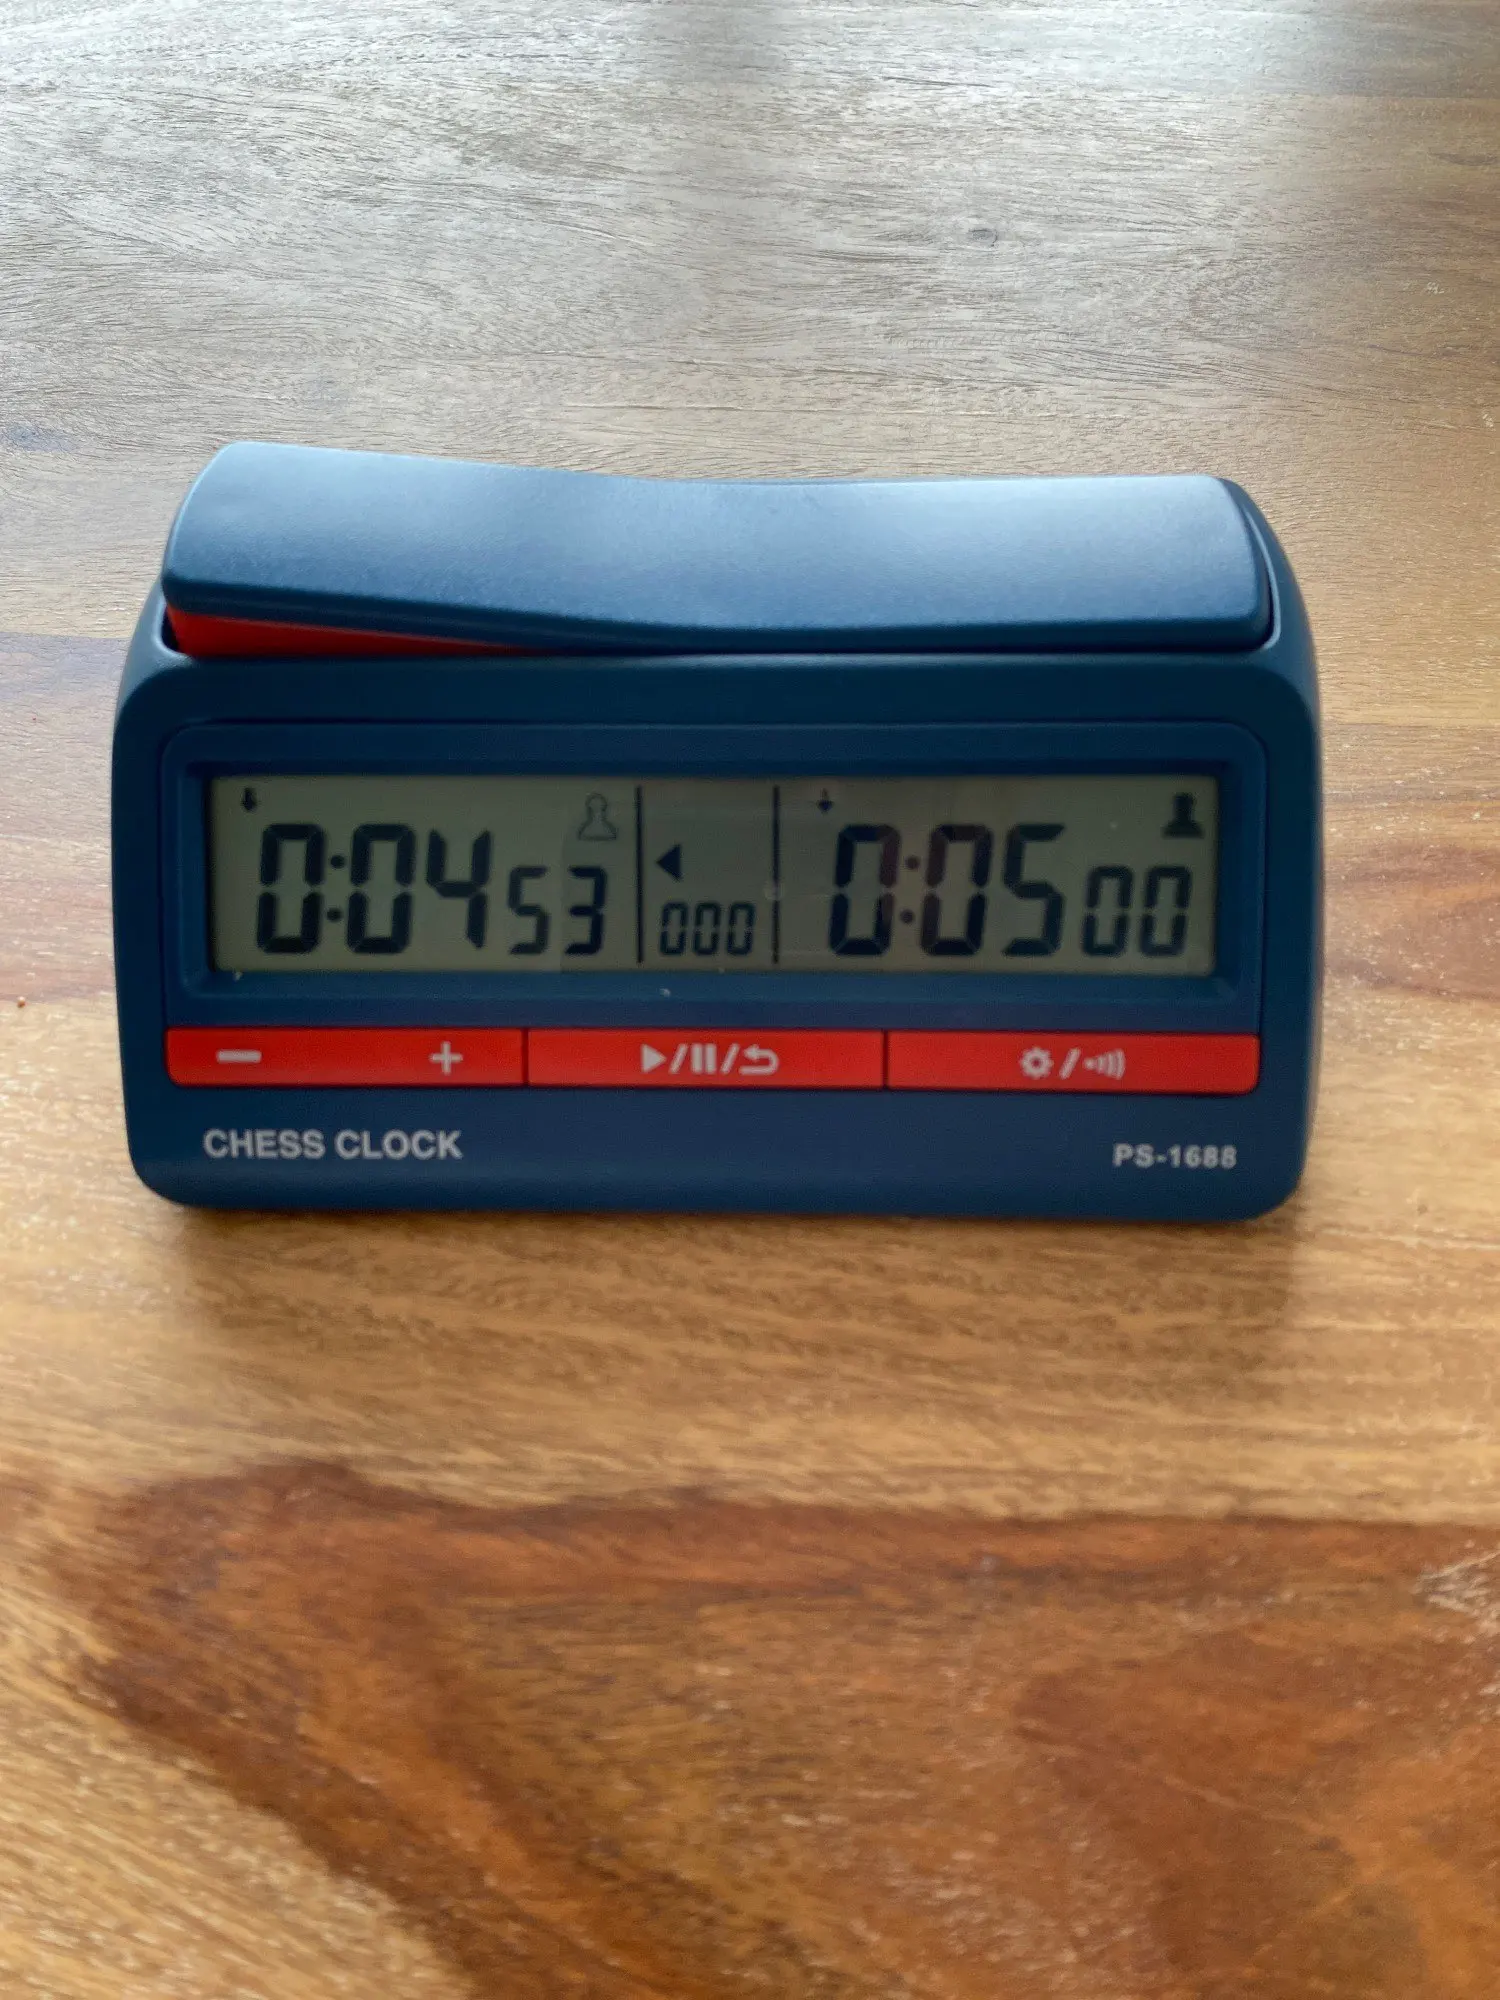 0:04 53 000 0:05 00
− + ▶/⏸/⮌ ⚙/•)))
CHESS CLOCK PS-1688